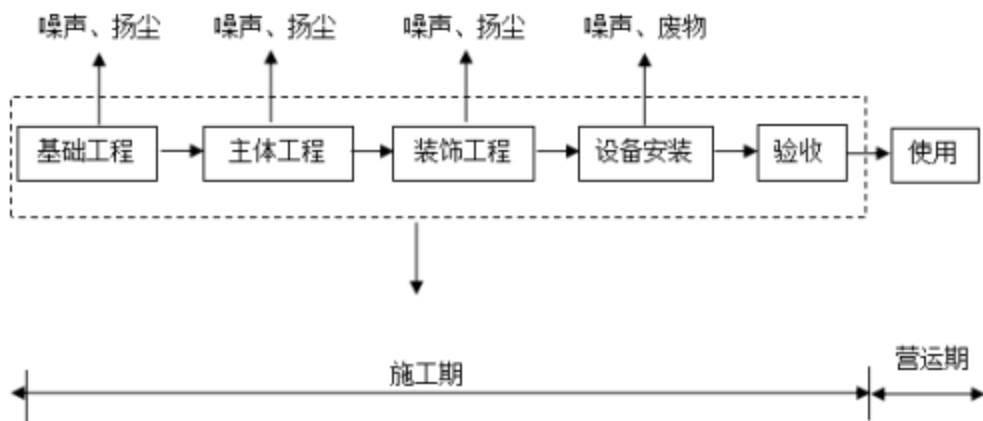 噪声、扬尘 噪声、扬尘 噪声、扬尘 噪声、废物
基础工程 主体工程 装饰工程 设备安装 验收 使用
施工期 营运期